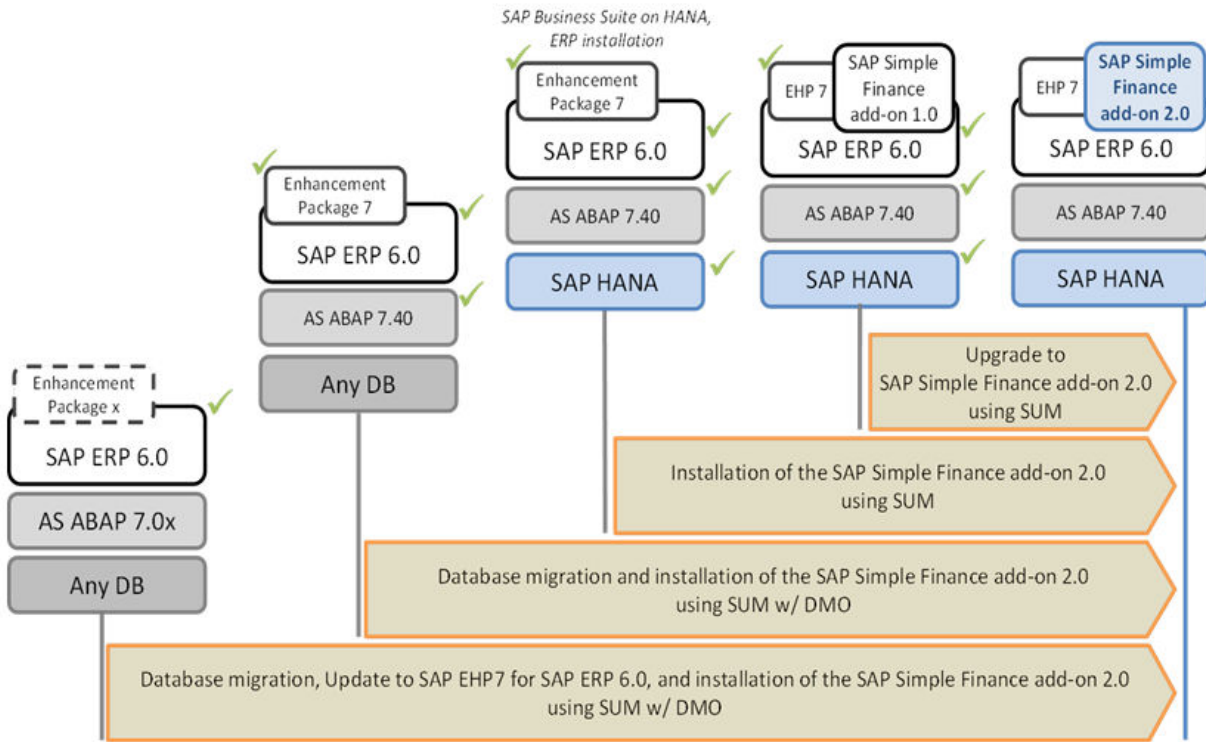 SAP Business Suite on HANA,
ERP installation
Enhancement
Package 7
SAP ERP 6.0
AS ABAP 7.40
SAP HANA
EHP 7
SAP Simple
Finance
add-on 1.0
SAP ERP 6.0
AS ABAP 7.40
SAP HANA
EHP 7
SAP Simple
Finance
add-on 2.0
SAP ERP 6.0
AS ABAP 7.40
SAP HANA
Enhancement
Package 7
SAP ERP 6.0
AS ABAP 7.40
Any DB
Enhancement
Package x
SAP ERP 6.0
AS ABAP 7.0x
Any DB
Upgrade to
SAP Simple Finance add-on 2.0
using SUM
Installation of the SAP Simple Finance add-on 2.0
using SUM
Database migration and installation of the SAP Simple Finance add-on 2.0
using SUM w/ DMO
Database migration, Update to SAP EHP7 for SAP ERP 6.0, and installation of the SAP Simple Finance add-on 2.0
using SUM w/ DMO